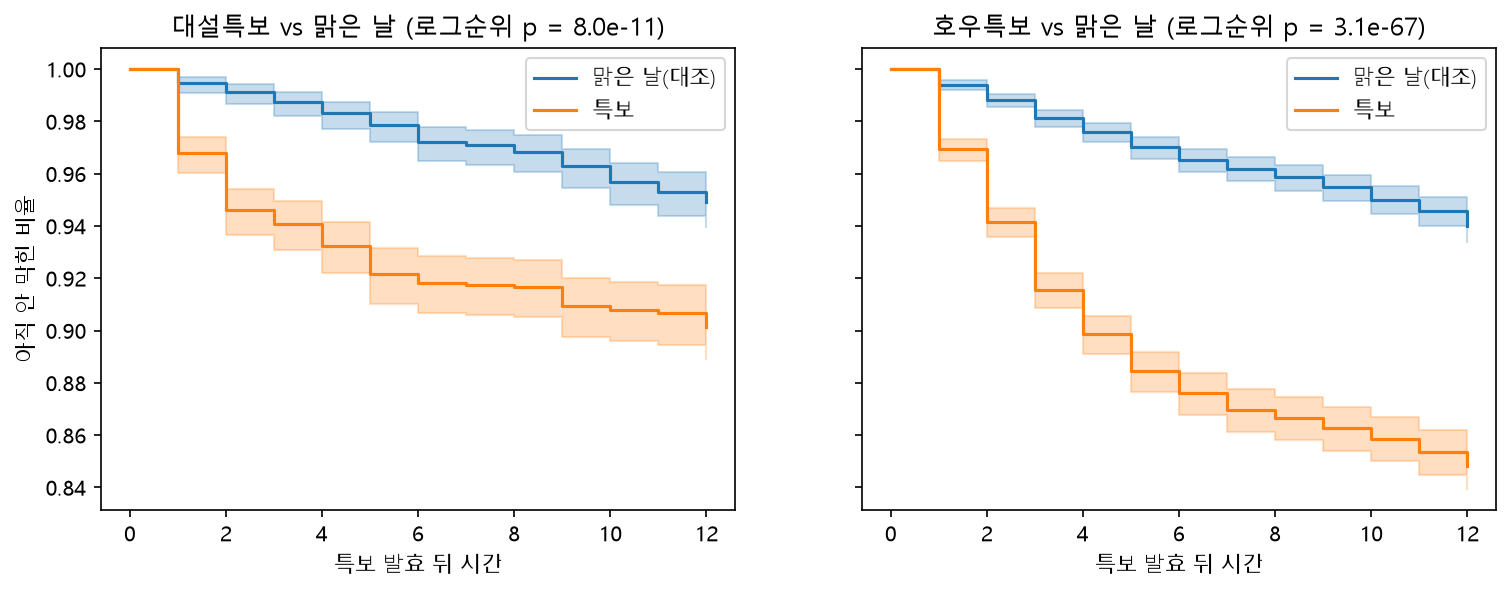 대설특보 vs 맑은 날 (로그순위 p = 8.0e-11)
맑은 날(대조)
특보
아직 안 막힌 비율
1.00
0.98
0.96
0.94
0.92
0.90
0.88
0.86
0.84
0 2 4 6 8 10 12
특보 발효 뒤 시간
호우특보 vs 맑은 날 (로그순위 p = 3.1e-67)
맑은 날(대조)
특보
0 2 4 6 8 10 12
특보 발효 뒤 시간